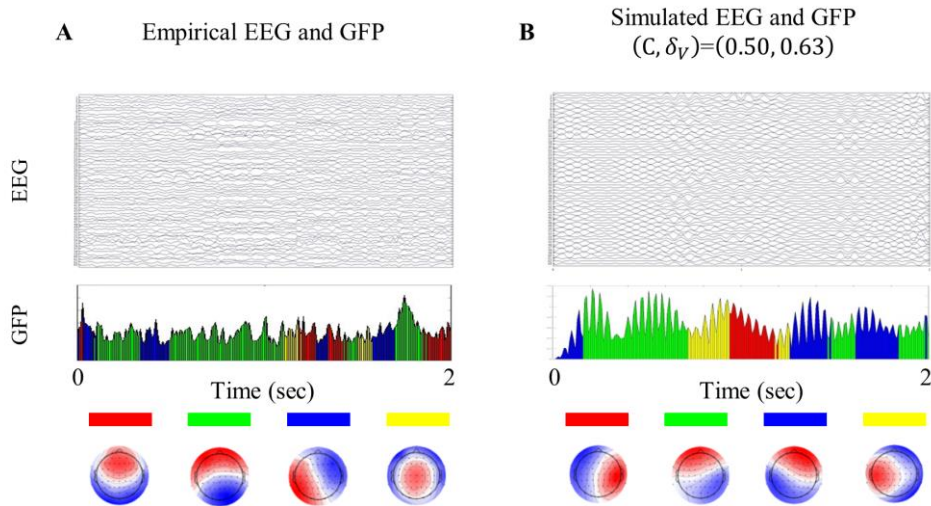 A Empirical EEG and GFP
B Simulated EEG and GFP
(C, δ_V)=(0.50, 0.63)
EEG
GFP
0 2
Time (sec)
0 2
Time (sec)